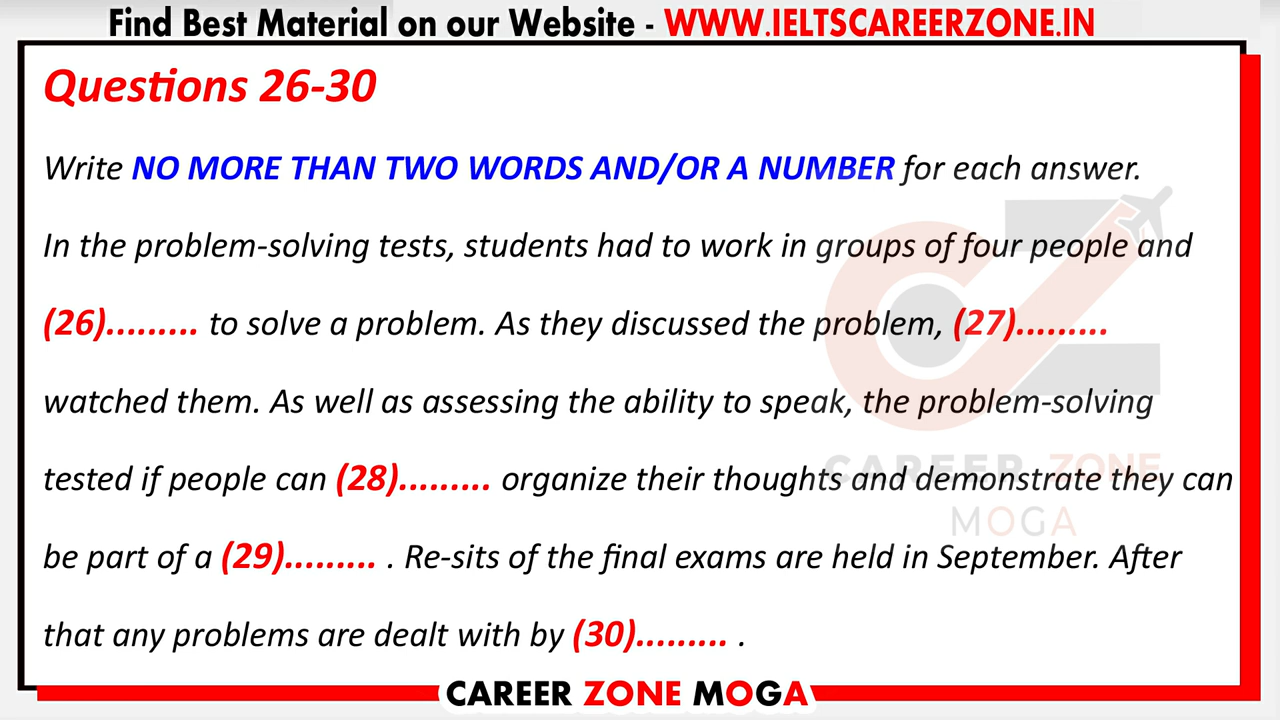 Find Best Material on our Website - WWW.IELTSCAREERZONE.IN
Questions 26-30
Write NO MORE THAN TWO WORDS AND/OR A NUMBER for each answer.
In the problem-solving tests, students had to work in groups of four people and
(26)......... to solve a problem. As they discussed the problem, (27).........
watched them. As well as assessing the ability to speak, the problem-solving
tested if people can (28)......... organize their thoughts and demonstrate they can
be part of a (29)......... . Re-sits of the final exams are held in September. After
that any problems are dealt with by (30)......... .
CAREER ZONE
MOGA
CAREER ZONE MOGA